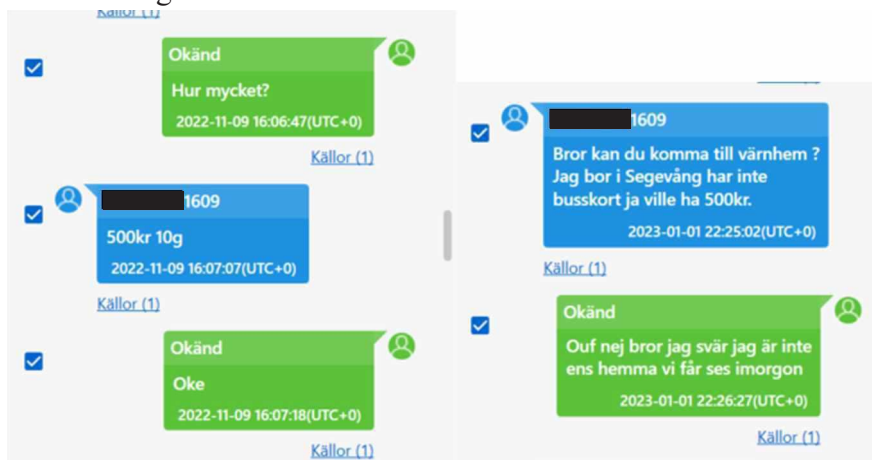 Källor (1)
Okänd
Hur mycket?
2022-11-09 16:06:47(UTC+0)
Källor (1)
1609
500kr 10g
2022-11-09 16:07:07(UTC+0)
Källor (1)
Okänd
Oke
2022-11-09 16:07:18(UTC+0)
Källor (1)
1609
Bror kan du komma till värnhem ?
Jag bor i Segevång har inte
busskort ja ville ha 500kr.
2023-01-01 22:25:02(UTC+0)
Källor (1)
Okänd
Ouf nej bror jag svär jag är inte
ens hemma vi får ses imorgon
2023-01-01 22:26:27(UTC+0)
Källor (1)